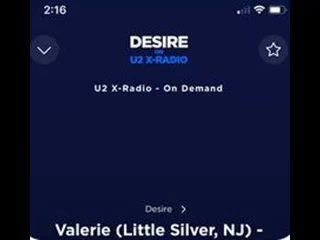 2:16
DESIRE
ON
U2 X-RADIO
U2 X-Radio - On Demand
Desire >
Valerie (Little Silver, NJ) -